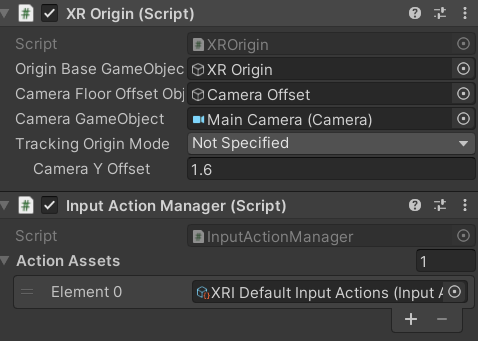 XR Origin (Script)
Script XROrigin
Origin Base GameObjec XR Origin
Camera Floor Offset Obj Camera Offset
Camera GameObject Main Camera (Camera)
Tracking Origin Mode Not Specified
Camera Y Offset 1.6
Input Action Manager (Script)
Script InputActionManager
Action Assets 1
Element 0 XRI Default Input Actions (Input A